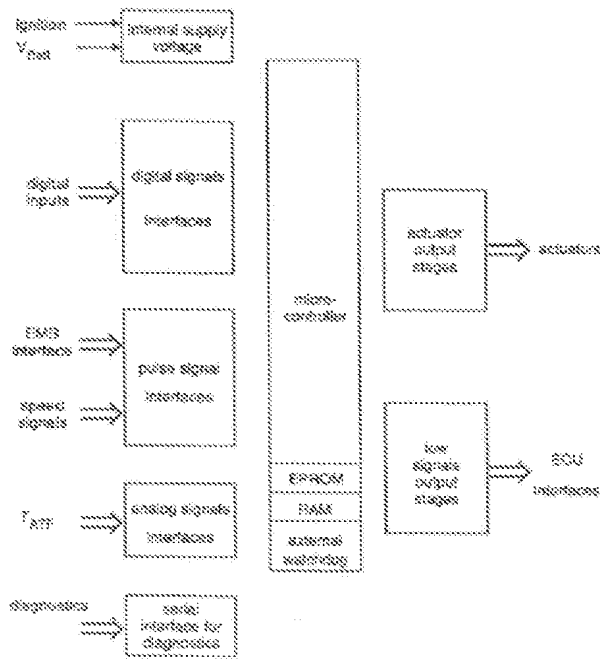 Ignition
internal supply
voltage
V Bat
digital
inputs
digital signals
interfaces
actuator
output
stages
actuators
micro-
controller
EMS
interface
pulse signal
interfaces
speed
signals
low
signals
output
stages
ECU
interfaces
EPROM
RAM
external
watchdog
T ATF
analog signals
interfaces
diagnostics
serial
interface for
diagnostics